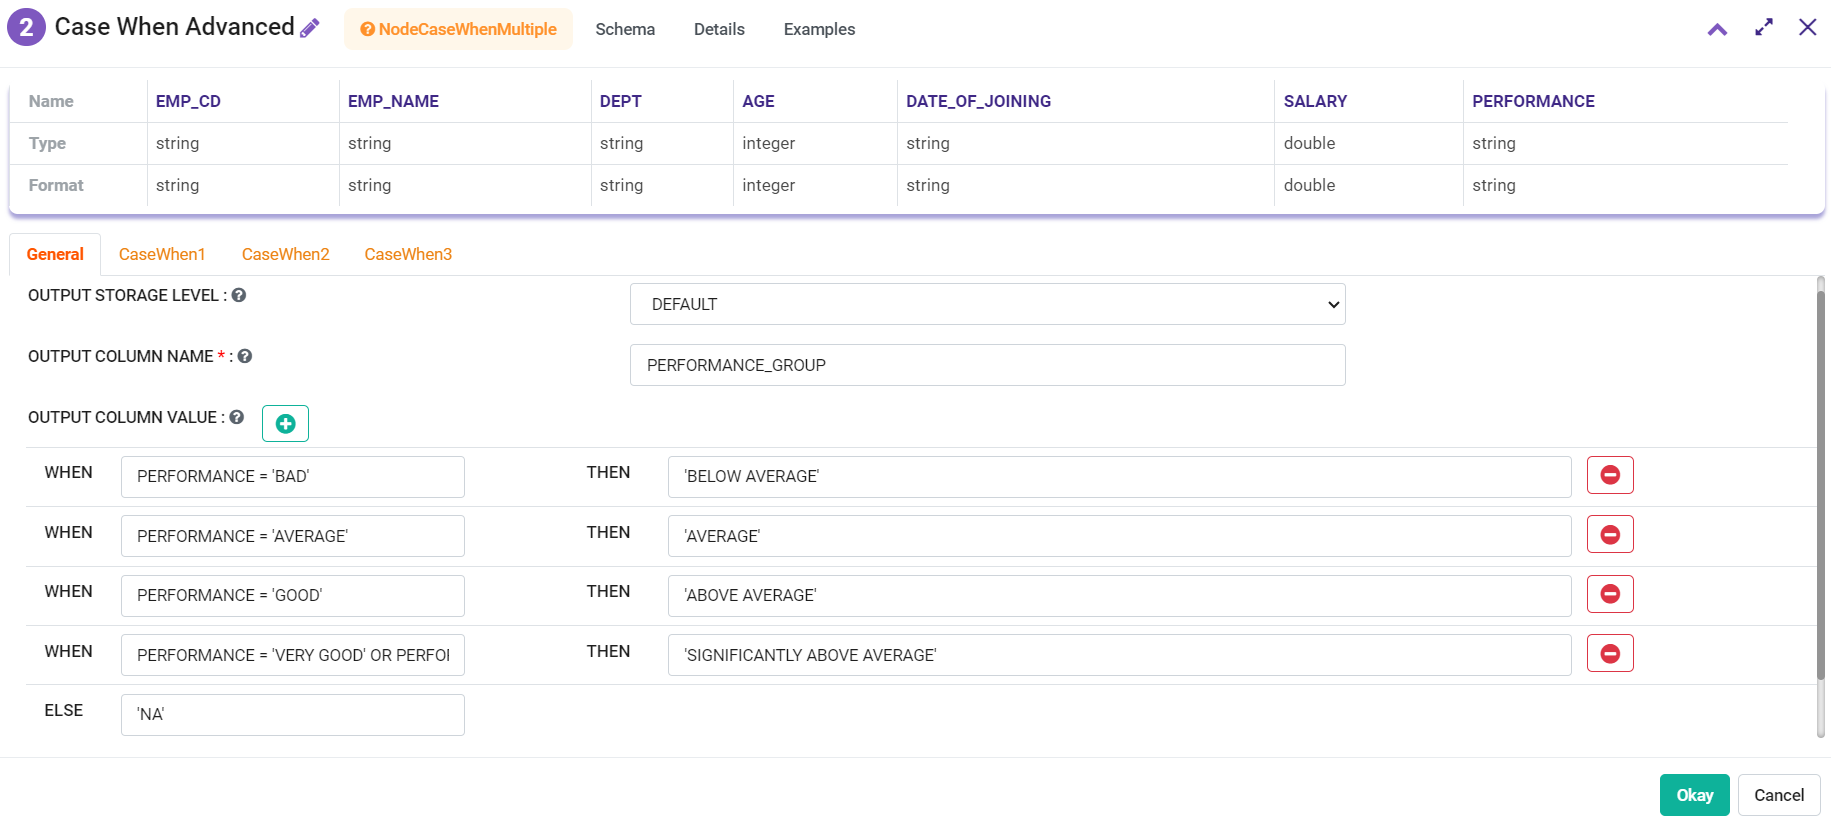 2 Case When Advanced NodeCaseWhenMultiple Schema Details Examples
Name EMP_CD EMP_NAME DEPT AGE DATE_OF_JOINING SALARY PERFORMANCE
Type string string string integer string double string
Format string string string integer string double string
General CaseWhen1 CaseWhen2 CaseWhen3
OUTPUT STORAGE LEVEL : DEFAULT
OUTPUT COLUMN NAME * : PERFORMANCE_GROUP
OUTPUT COLUMN VALUE :
WHEN PERFORMANCE = 'BAD' THEN 'BELOW AVERAGE'
WHEN PERFORMANCE = 'AVERAGE' THEN 'AVERAGE'
WHEN PERFORMANCE = 'GOOD' THEN 'ABOVE AVERAGE'
WHEN PERFORMANCE = 'VERY GOOD' OR THEN 'SIGNIFICANTLY ABOVE AVERAGE'
ELSE 'NA'
Okay Cancel